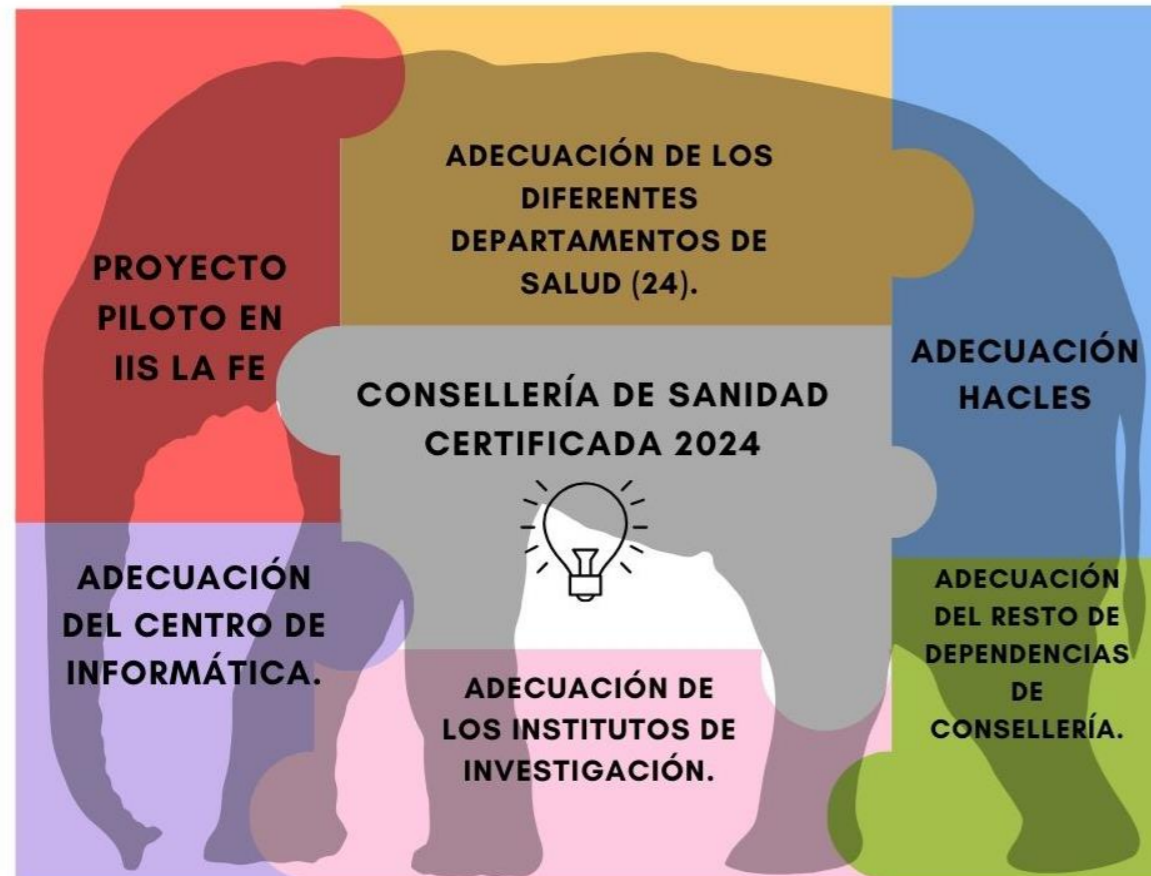 PROYECTO
PILOTO EN
IIS LA FE
ADECUACIÓN DE LOS
DIFERENTES
DEPARTAMENTOS DE
SALUD (24).
ADECUACIÓN
HACLES
CONSELLERÍA DE SANIDAD
CERTIFICADA 2024
ADECUACIÓN
DEL CENTRO DE
INFORMÁTICA.
ADECUACIÓN DE
LOS INSTITUTOS DE
INVESTIGACIÓN.
ADECUACIÓN
DEL RESTO DE
DEPENDENCIAS
DE
CONSELLERÍA.